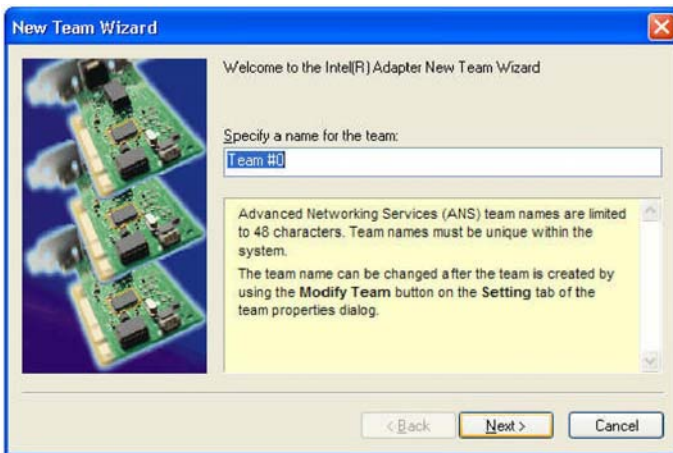 New Team Wizard
Welcome to the Intel(R) Adapter New Team Wizard
Specify a name for the team:
Team #0
Advanced Networking Services (ANS) team names are limited
to 48 characters. Team names must be unique within the
system.
The team name can be changed after the team is created by
using the Modify Team button on the Setting tab of the
team properties dialog.
< Back
Next >
Cancel